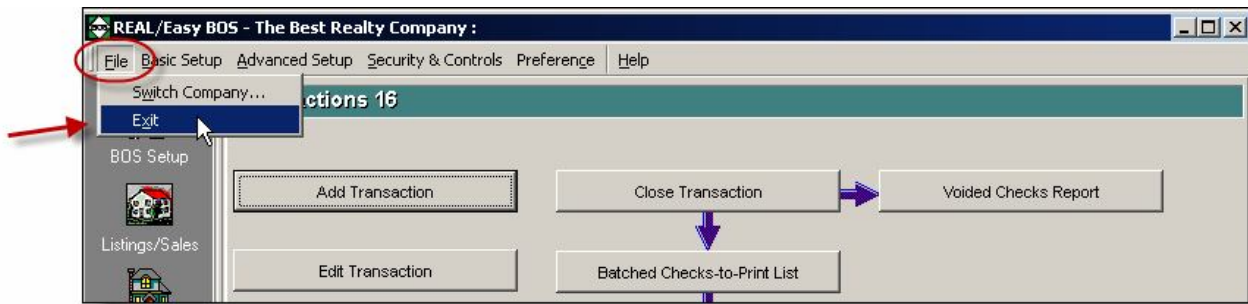 REAL/Easy BOS - The Best Realty Company :
File Basic Setup Advanced Setup Security & Controls Preference Help
Switch Company...
ctions 16
Exit
BOS Setup
Add Transaction Close Transaction Voided Checks Report
Listings/Sales
Edit Transaction Batched Checks-to-Print List